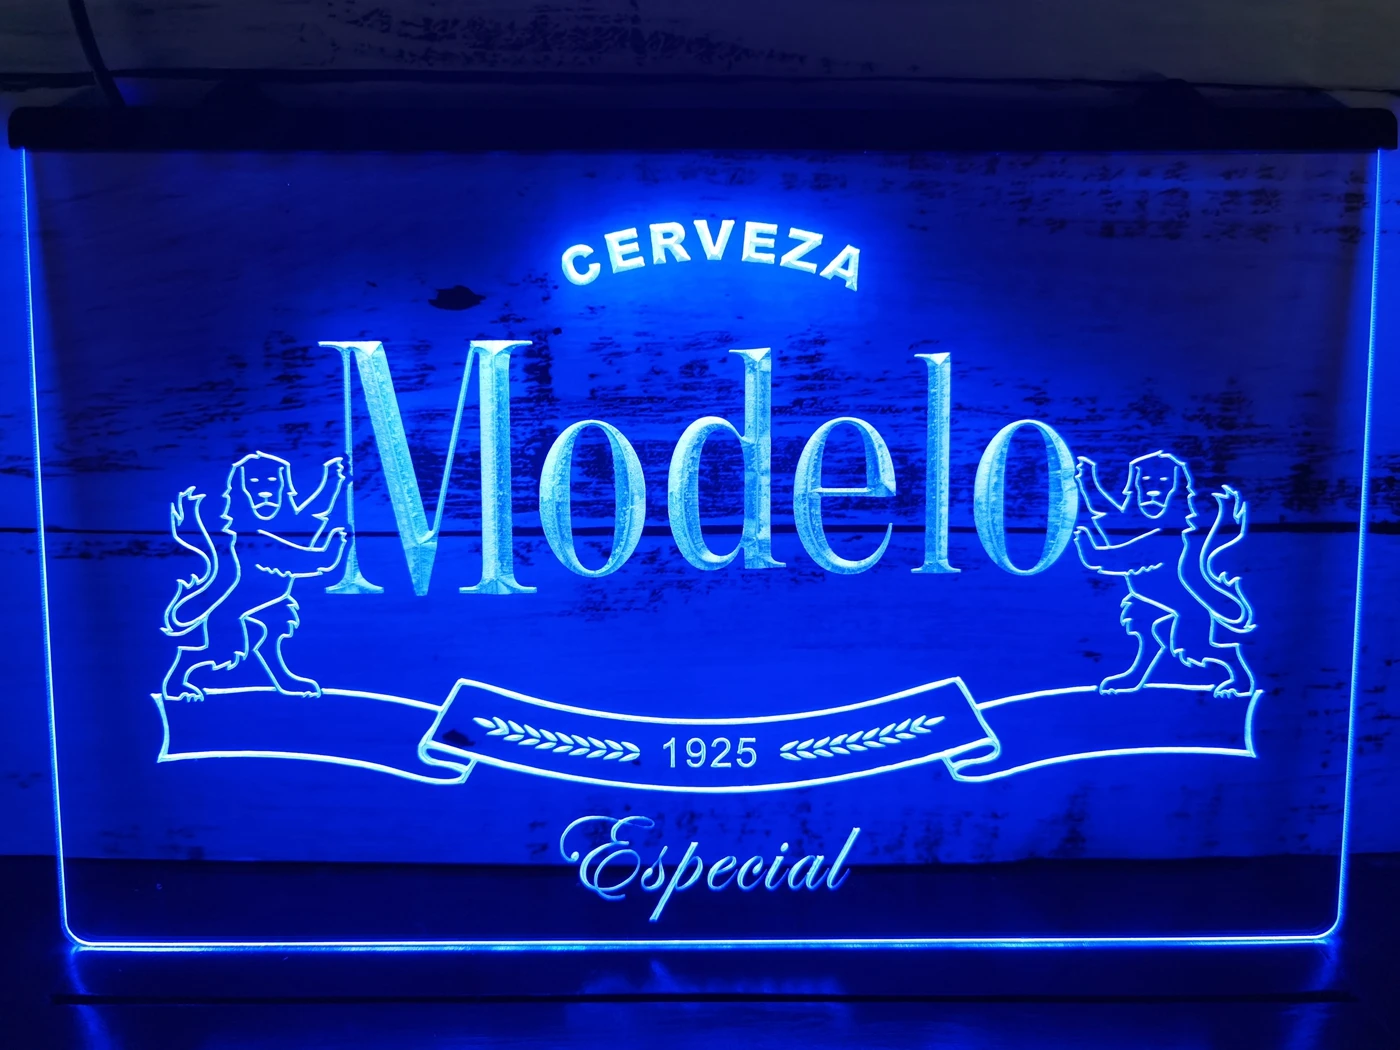 CERVEZA
Modelo
1925
Especial